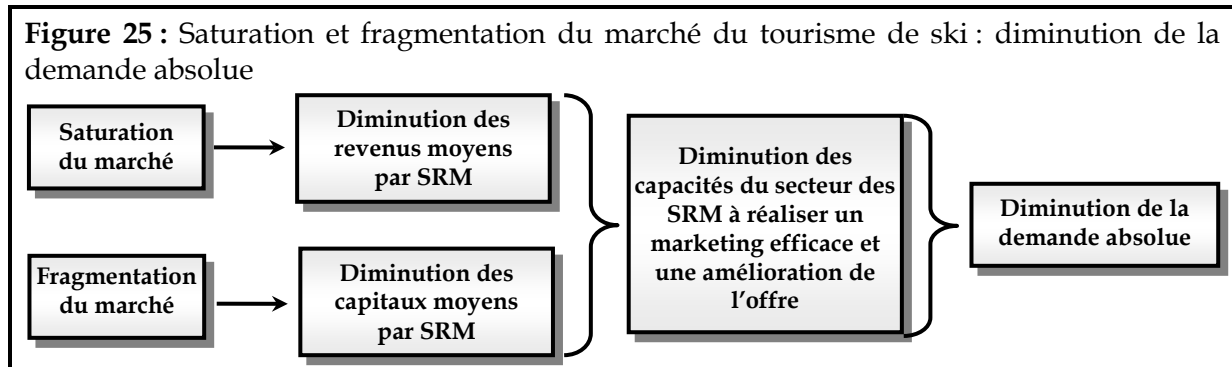 Figure 25 : Saturation et fragmentation du marché du tourisme de ski : diminution de la
demande absolue
Saturation
du marché
Diminution des
revenus moyens
par SRM
Fragmentation
du marché
Diminution des
capitaux moyens
par SRM
Diminution des
capacités du secteur des
SRM à réaliser un
marketing efficace et
une amélioration de
l’offre
Diminution de la
demande absolue